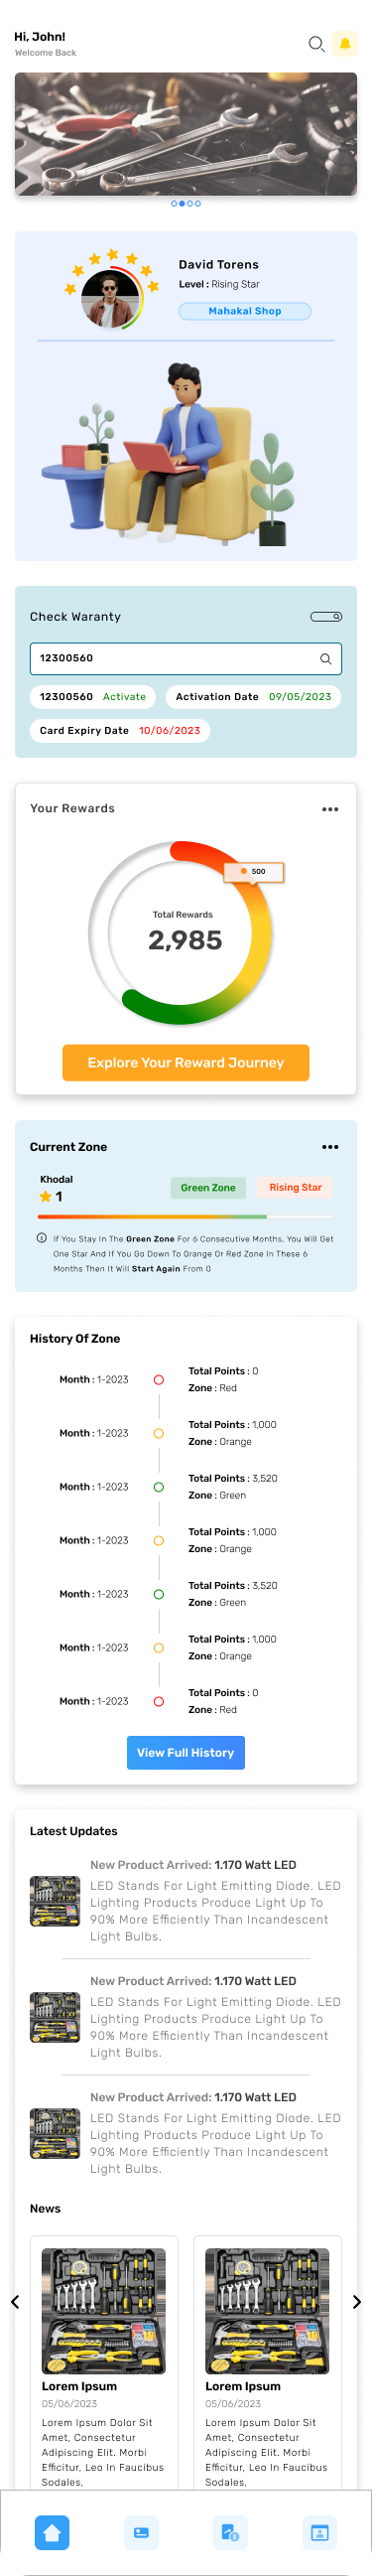 Hi, John!
Welcome Back
David Torens
Level : Rising Star
Mahakal Shop
Check Waranty
12300560
12300560 Activate
Activation Date 09/05/2023
Card Expiry Date 10/06/2023
Your Rewards
500
Total Rewards
2,985
Explore Your Reward Journey
Current Zone
Khodal
1
Green Zone
Rising Star
If You Stay In The Green Zone For 6 Consecutive Months, You Will Get
One Star And If You Go Down To Orange Or Red Zone In These 6
Months Then It Will Start Again From 0
History Of Zone
Month : 1-2023
Total Points : 0
Zone : Red
Month : 1-2023
Total Points : 1,000
Zone : Orange
Month : 1-2023
Total Points : 3,520
Zone : Green
Month : 1-2023
Total Points : 1,000
Zone : Orange
Month : 1-2023
Total Points : 3,520
Zone : Green
Month : 1-2023
Total Points : 1,000
Zone : Orange
Month : 1-2023
Total Points : 0
Zone : Red
View Full History
Latest Updates
New Product Arrived: 1.170 Watt LED
LED Stands For Light Emitting Diode. LED
Lighting Products Produce Light Up To
90% More Efficiently Than Incandescent
Light Bulbs.
New Product Arrived: 1.170 Watt LED
LED Stands For Light Emitting Diode. LED
Lighting Products Produce Light Up To
90% More Efficiently Than Incandescent
Light Bulbs.
New Product Arrived: 1.170 Watt LED
LED Stands For Light Emitting Diode. LED
Lighting Products Produce Light Up To
90% More Efficiently Than Incandescent
Light Bulbs.
News
Lorem Ipsum
05/06/2023
Lorem Ipsum Dolor Sit
Amet, Consectetur
Adipiscing Elit. Morbi
Efficitur, Leo In Faucibus
Sodales,
Lorem Ipsum
05/06/2023
Lorem Ipsum Dolor Sit
Amet, Consectetur
Adipiscing Elit. Morbi
Efficitur, Leo In Faucibus
Sodales,